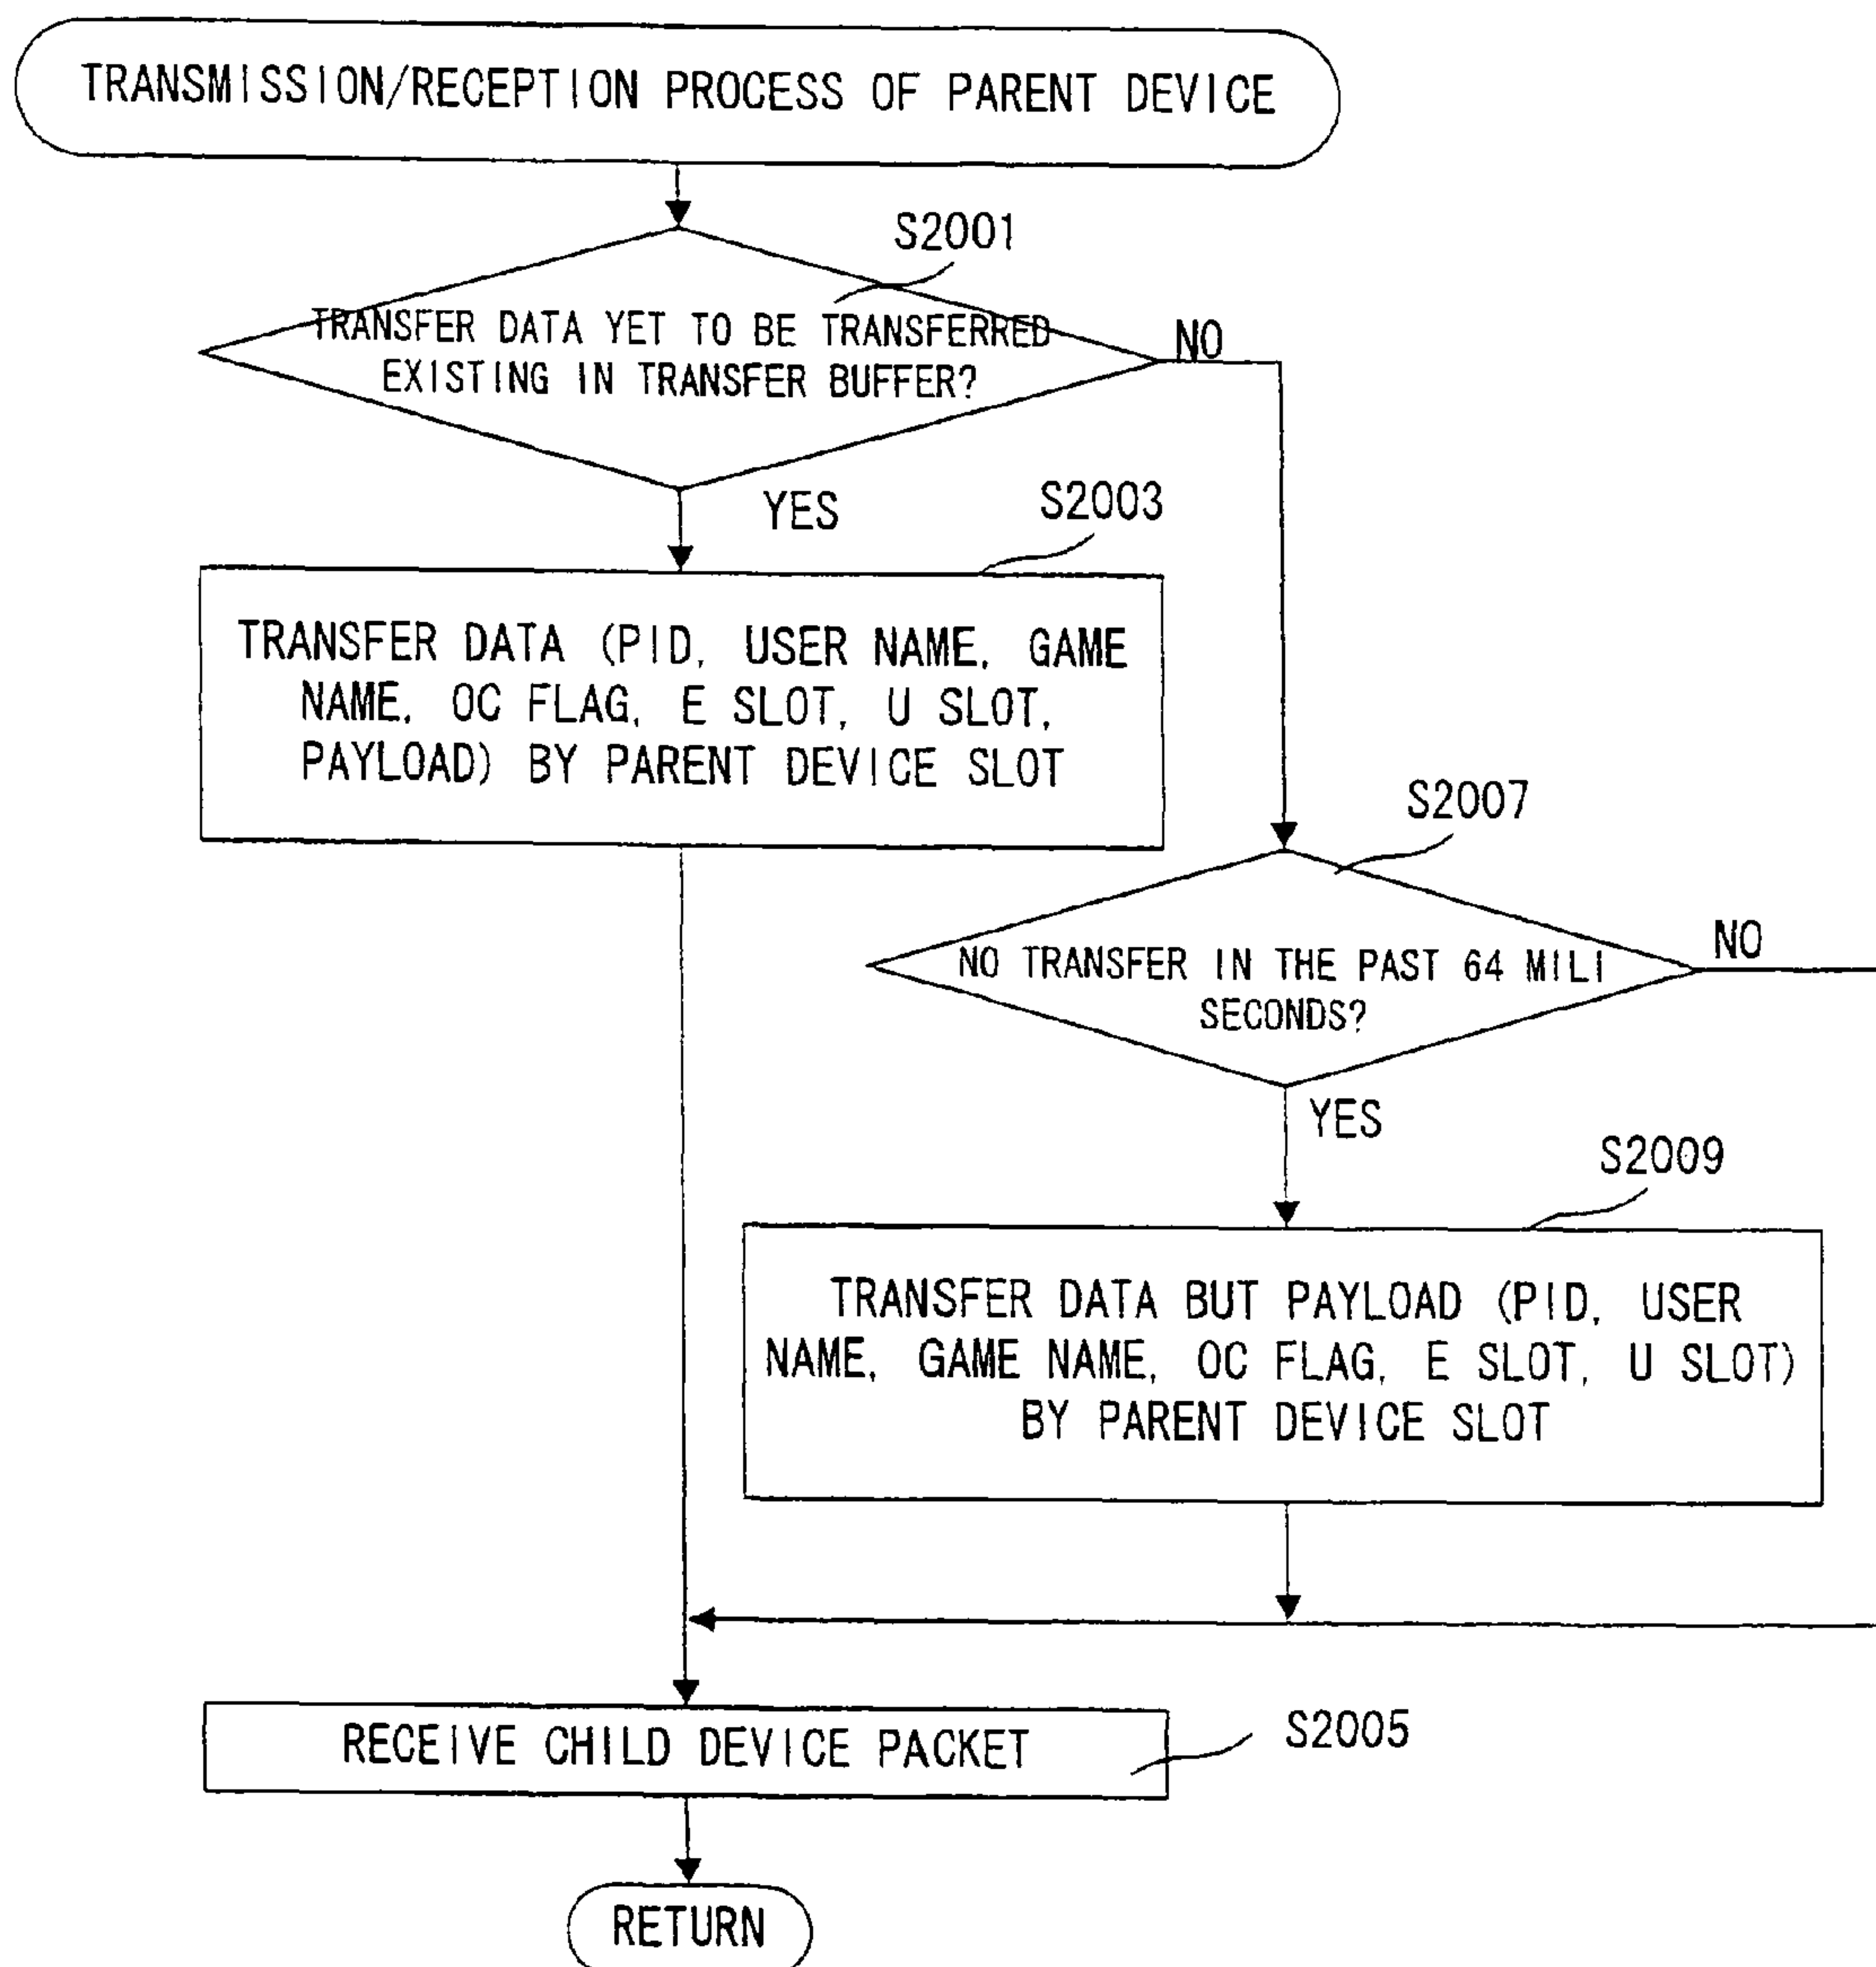 TRANSMISSION/RECEPTION PROCESS OF PARENT DEVICE
S2001
TRANSFER DATA YET TO BE TRANSFERRED
EXISTING IN TRANSFER BUFFER?
NO
YES
S2003
TRANSFER DATA (PID, USER NAME, GAME
NAME, OC FLAG, E SLOT, U SLOT,
PAYLOAD) BY PARENT DEVICE SLOT
S2007
NO TRANSFER IN THE PAST 64 MILI
SECONDS?
NO
YES
S2009
TRANSFER DATA BUT PAYLOAD (PID, USER
NAME, GAME NAME, OC FLAG, E SLOT, U SLOT)
BY PARENT DEVICE SLOT
RECEIVE CHILD DEVICE PACKET
S2005
RETURN